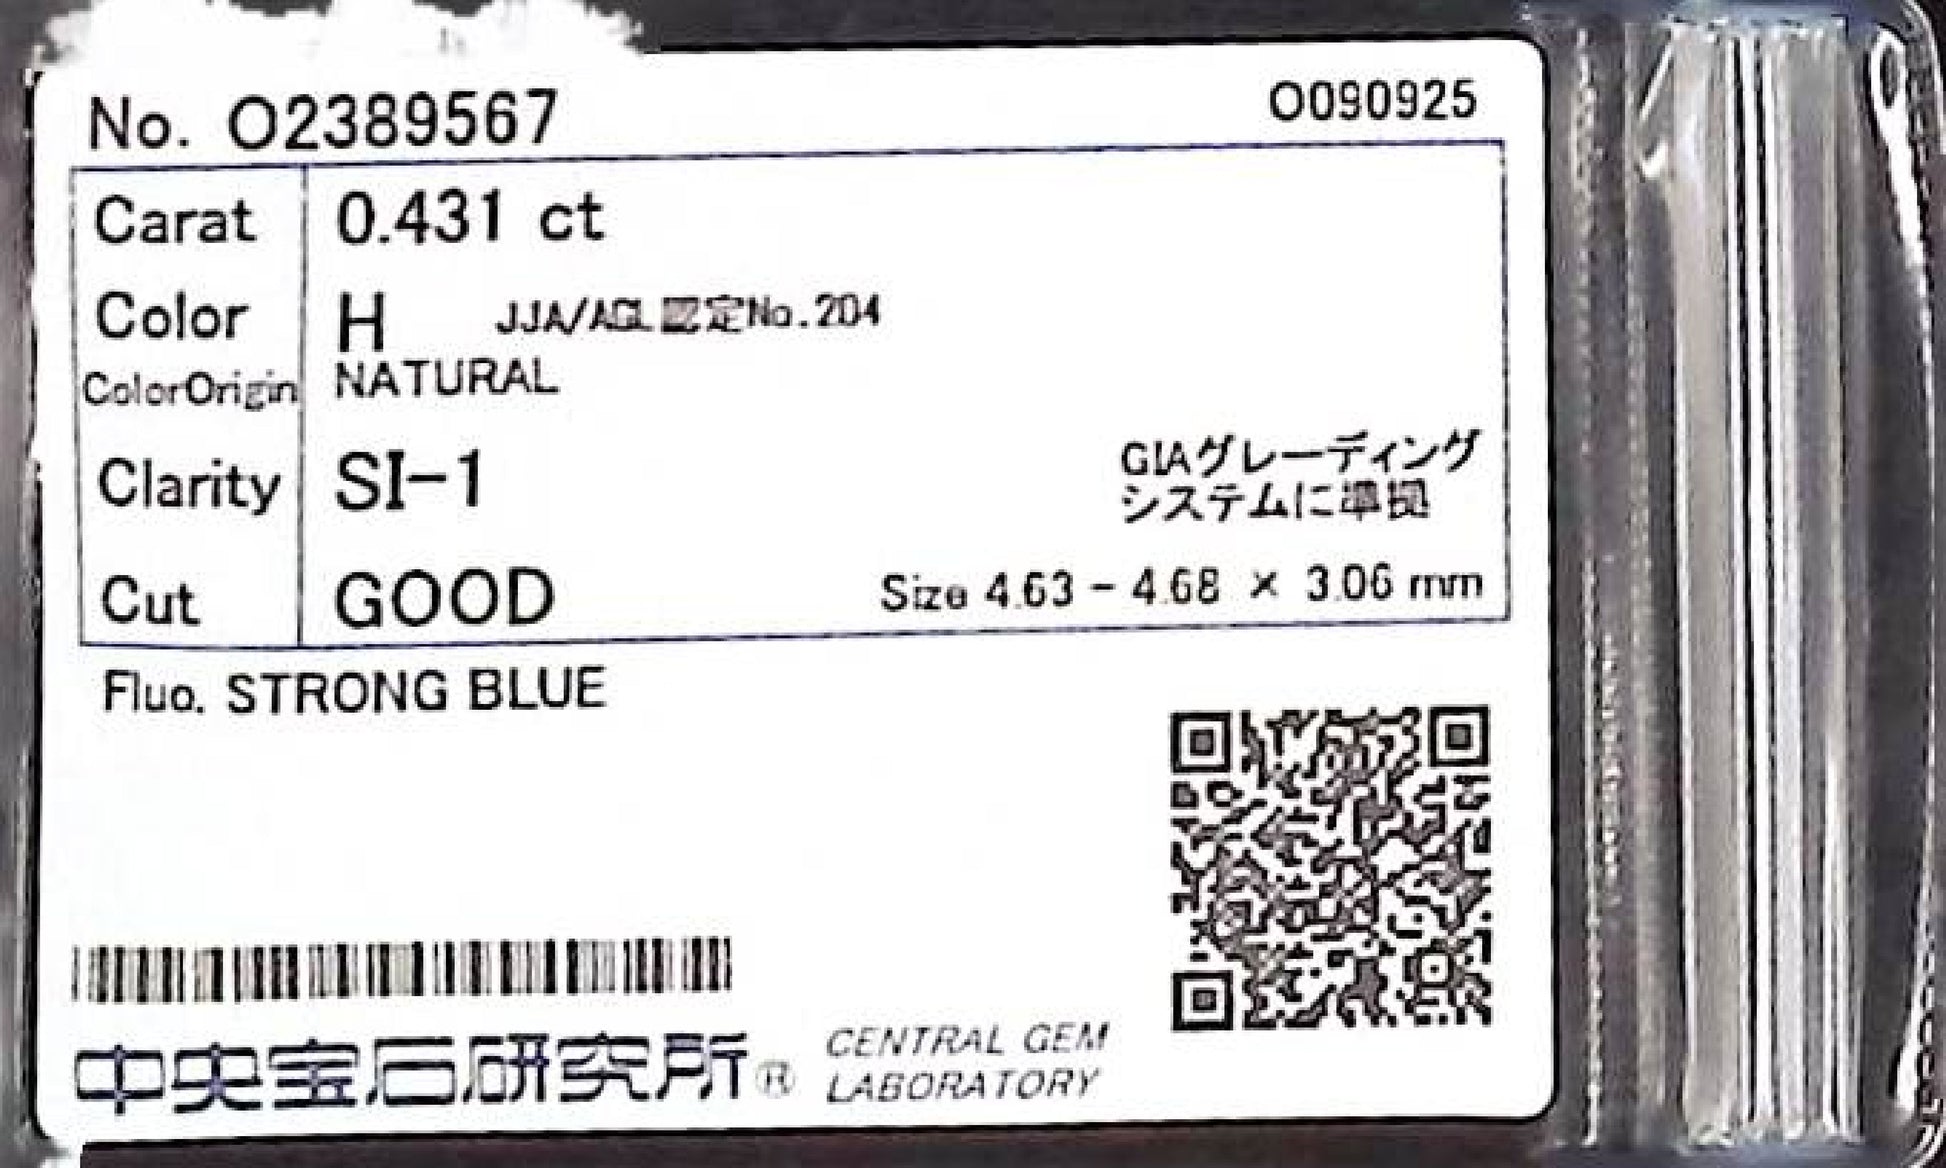 No. O2389567
O090925
Carat 0.431 ct
Color H JJA/AGL認定No.204
ColorOrigin NATURAL
Clarity SI-1
GIAグレーディング
システムに準拠
Cut GOOD Size 4.63 - 4.68 × 3.06 mm
Fluo. STRONG BLUE
中央宝石研究所® CENTRAL GEM
LABORATORY